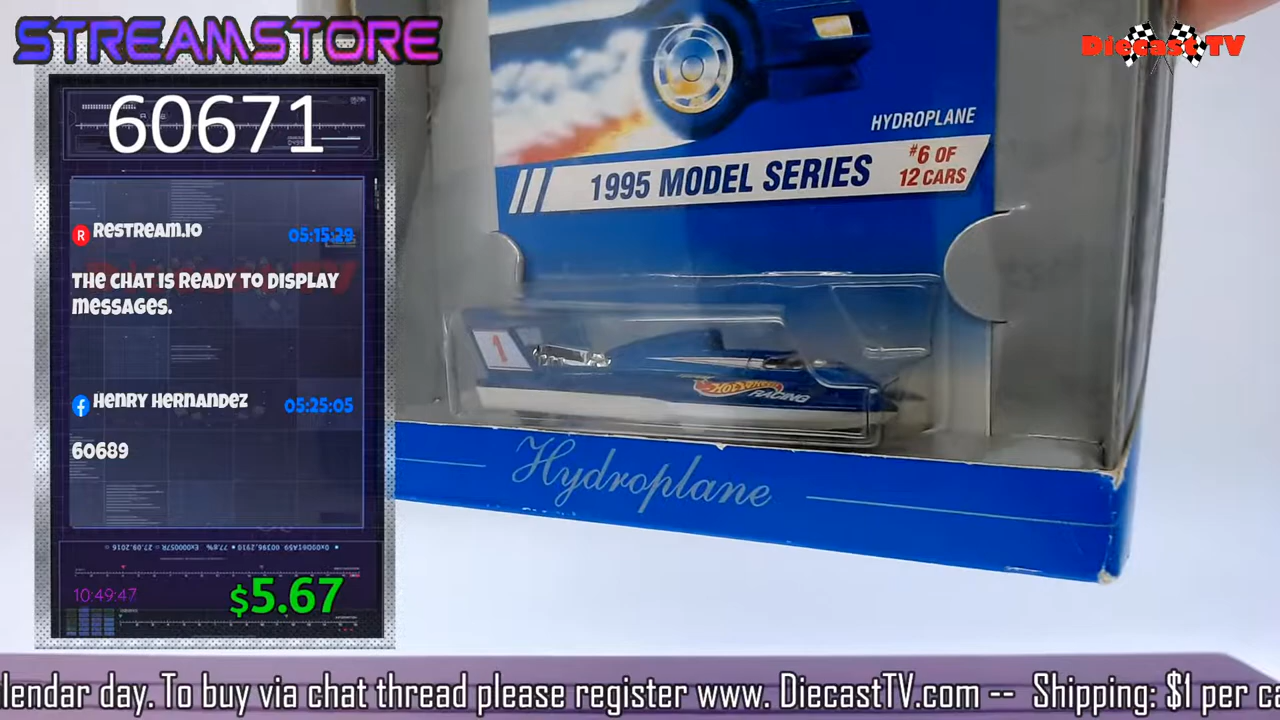 STREAMSTORE
Diecast TV
60671
Restream.io 05:15:29
The chat is ready to display
messages.
Henry Hernandez 05:25:05
60689
10:49:47
$5.67
HYDROPLANE
1995 MODEL SERIES
#6 OF
12 CARS
1
HOT WHEELS
RACING
Hydroplane
lendar day. To buy via chat thread please register www. DiecastTV.com -- Shipping: $1 per ca